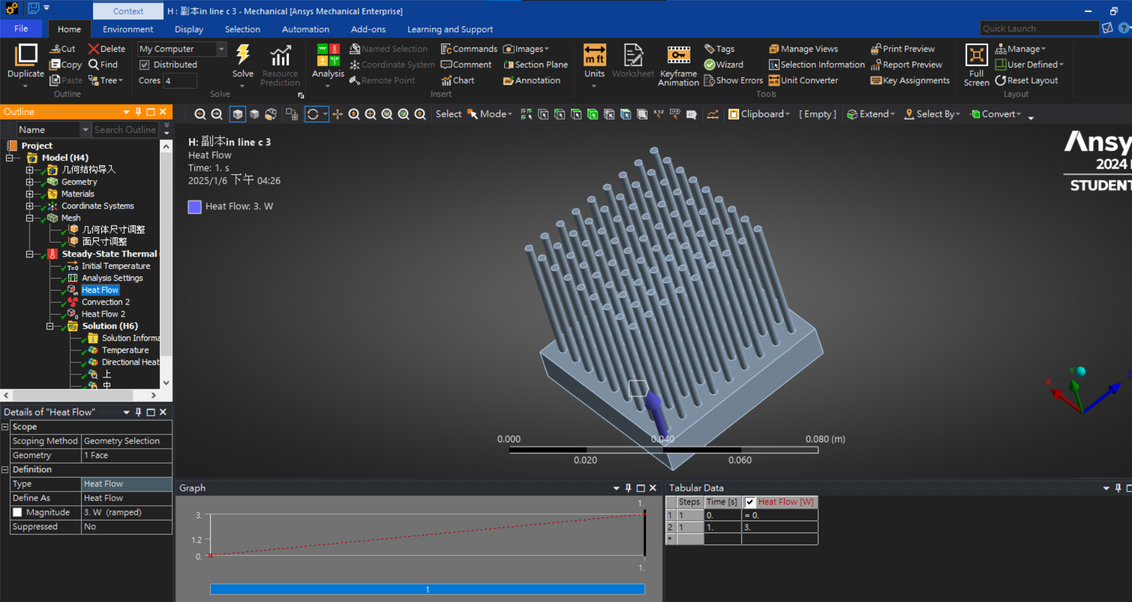 Context
H : 副本in line c 3 - Mechanical [Ansys Mechanical Enterprise]
File Home Environment Display Selection Automation Add-ons Learning and Support
Quick Launch
Duplicate
Cut
Copy
Paste
Delete
Find
Tree
Outline
My Computer
Distributed
Cores 4
Solve
Resource Prediction
Solve
Analysis
Named Selection
Coordinate System
Remote Point
Commands
Comment
Chart
Images
Section Plane
Annotation
Insert
Units
Worksheet
Keyframe Animation
Tags
Wizard
Show Errors
Manage Views
Selection Information
Unit Converter
Print Preview
Report Preview
Key Assignments
Tools
Full Screen
Manage
User Defined
Reset Layout
Layout
Outline
Name Search Outline
Select Mode Clipboard [ Empty ] Extend Select By Convert
Project
Model (H4)
几何结构导入
Geometry
Materials
Coordinate Systems
Mesh
几何体尺寸调整
面尺寸调整
Steady-State Thermal
Initial Temperature
Analysis Settings
Heat Flow
Convection 2
Heat Flow 2
Solution (H6)
Solution Informa
Temperature
Directional Heat
上
中
H: 副本in line c 3
Heat Flow
Time: 1. s
2025/1/6 下午 04:26
Heat Flow: 3. W
Ansy
2024
STUDENT
X
Y
0.000 0.040 0.080 (m)
0.020 0.060
Details of "Heat Flow"
Scope
Scoping Method Geometry Selection
Geometry 1 Face
Definition
Type Heat Flow
Define As Heat Flow
Magnitude 3. W (ramped)
Suppressed No
Graph
1.
3.
1.2
0.
1.
1
Tabular Data
Steps Time [s] Heat Flow [W]
1 1 0. = 0.
2 1 1. 3.
*